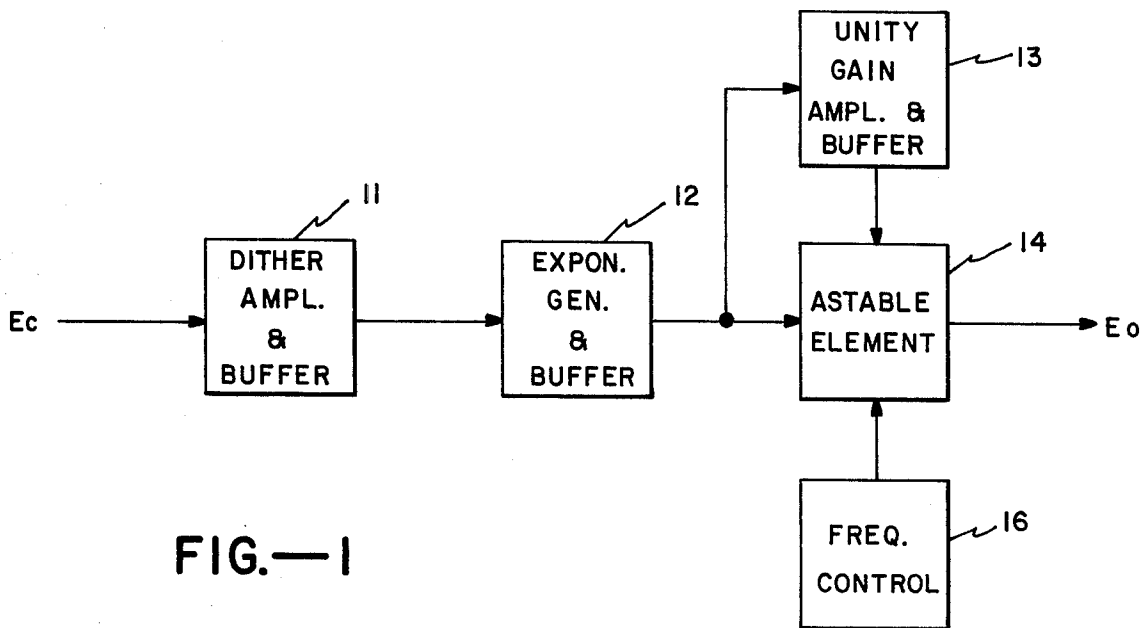 UNITY
GAIN
AMPL. &
BUFFER
13
11
DITHER
AMPL.
&
BUFFER
12
EXPON.
GEN.
&
BUFFER
14
ASTABLE
ELEMENT
Ec
Eo
16
FREQ.
CONTROL
FIG.—1